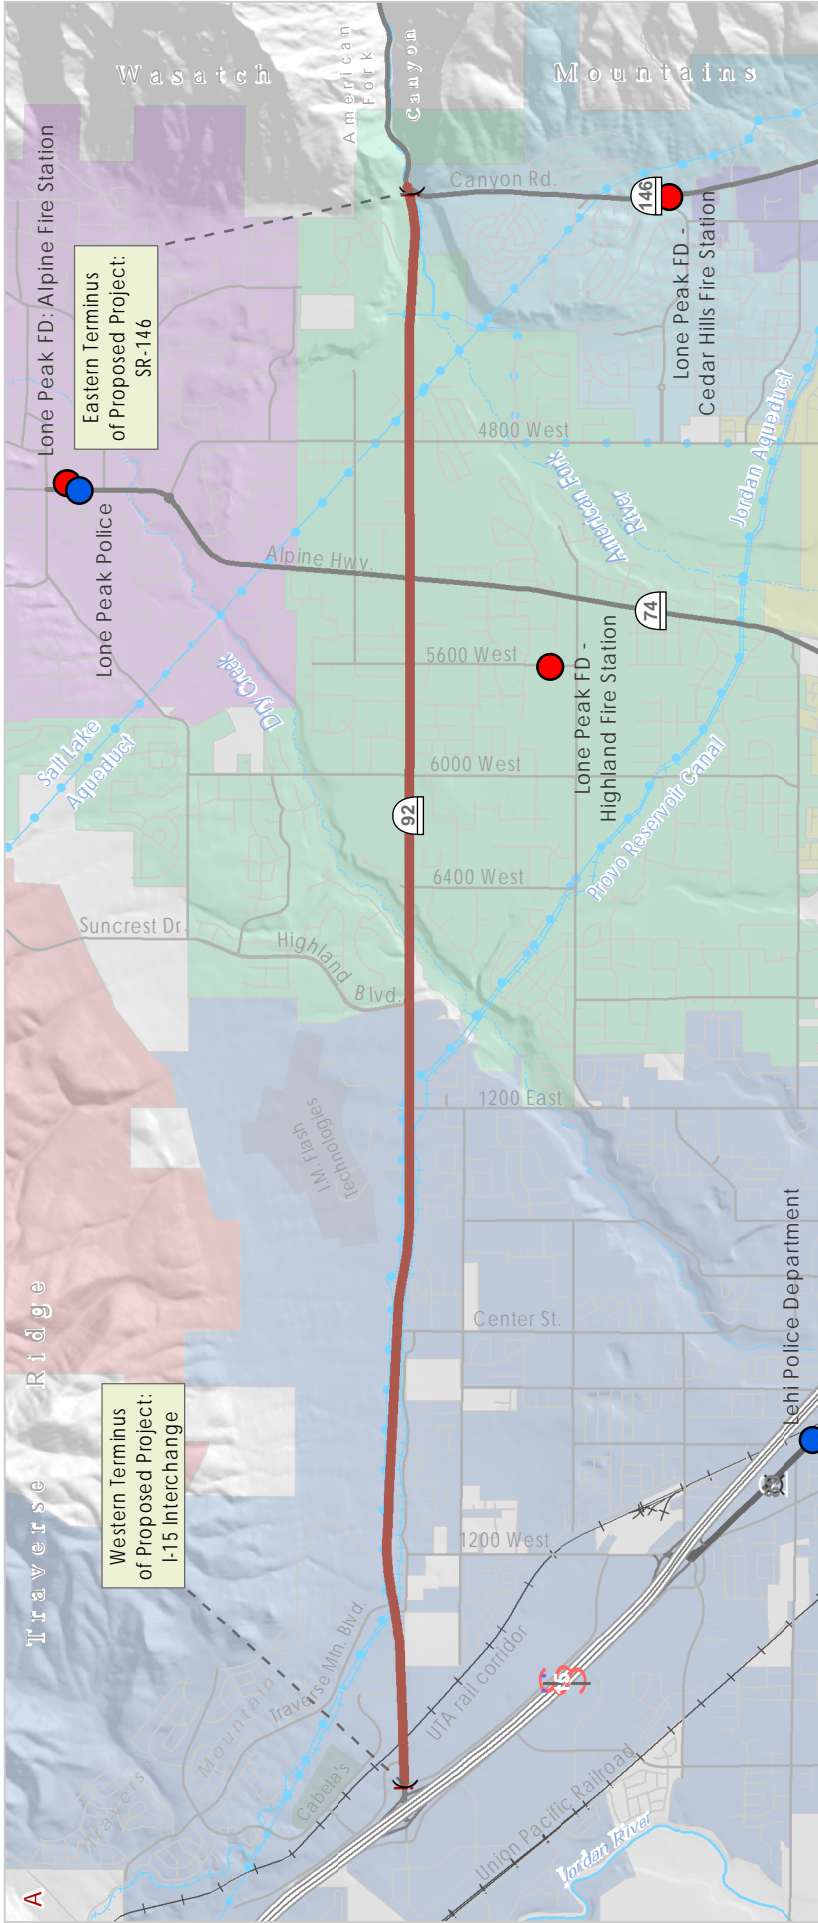 Wasatch
Mountains
American
Fork
Canyon
Lone Peak FD: Alpine Fire Station
Canyon Rd.
146
Lone Peak FD -
Cedar Hills Fire Station
Eastern Terminus
of Proposed Project:
SR-146
4800 West
Jordan Aqueduct
American Fork
River
Lone Peak Police
Alpine Hwy.
74
5600 West
Lone Peak FD -
Highland Fire Station
Dry Creek
Salt Lake
Aqueduct
6000 West
92
Provo Reservoir Canal
6400 West
Suncrest Dr.
Highland
Blvd.
1200 East
I.M. Flash
Technologies
Traverse Ridge
Center St.
Lehi Police Department
Western Terminus
of Proposed Project:
I-15 Interchange
1200 West
Traverse Mtn. Blvd.
UTA rail corridor
15
Travers
Mountain
Cabela's
Union Pacific Railroad
Jordan River
A